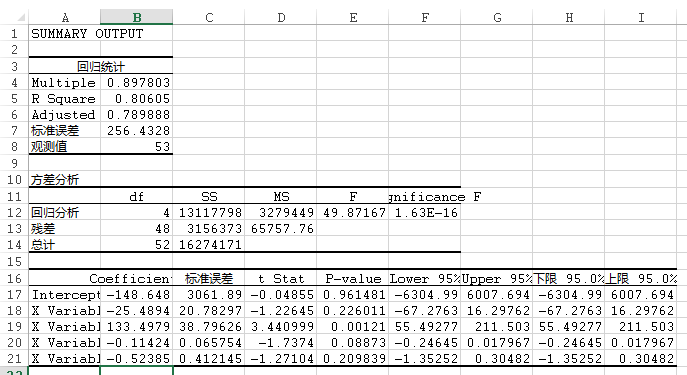 A B C D E F G H I
1 SUMMARY OUTPUT
2
3 回归统计
4 Multiple 0.897803
5 R Square 0.80605
6 Adjusted 0.789888
7 标准误差 256.4328
8 观测值 53
9
10 方差分析
11 df SS MS F gnificance F
12 回归分析 4 13117798 3279449 49.87167 1.63E-16
13 残差 48 3156373 65757.76
14 总计 52 16274171
15
16 Coefficien 标准误差 t Stat P-value Lower 95% Upper 95% 下限 95.0% 上限 95.0%
17 Intercept -148.648 3061.89 -0.04855 0.961481 -6304.99 6007.694 -6304.99 6007.694
18 X Variabl -25.4894 20.78297 -1.22645 0.226011 -67.2763 16.29762 -67.2763 16.29762
19 X Variabl 133.4979 38.79626 3.440999 0.00121 55.49277 211.503 55.49277 211.503
20 X Variabl -0.11424 0.065754 -1.7374 0.08873 -0.24645 0.017967 -0.24645 0.017967
21 X Variabl -0.52385 0.412145 -1.27104 0.209839 -1.35252 0.30482 -1.35252 0.30482